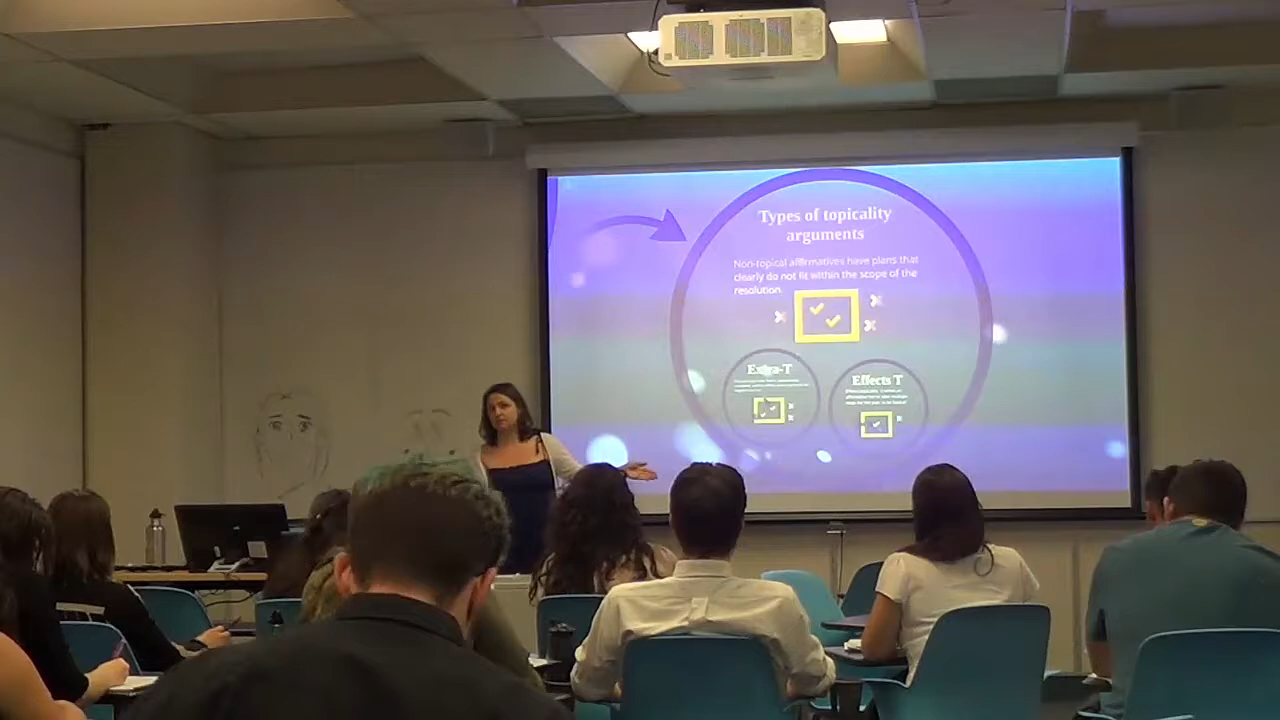 Types of topicality
arguments
Non-topical affirmatives have plans that
clearly do not fit within the scope of the
resolution.
Extra-T
Effects T